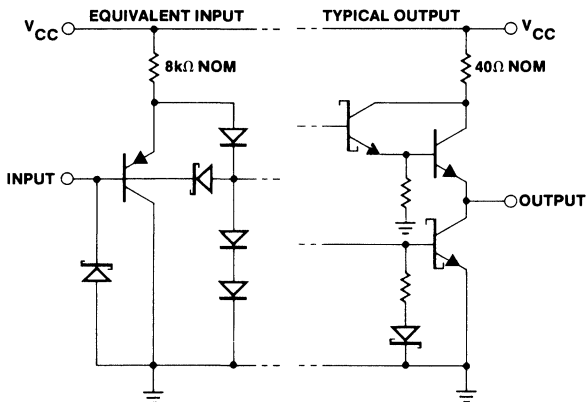 EQUIVALENT INPUT
TYPICAL OUTPUT
VCC
VCC
8kΩ NOM
40Ω NOM
INPUT
OUTPUT